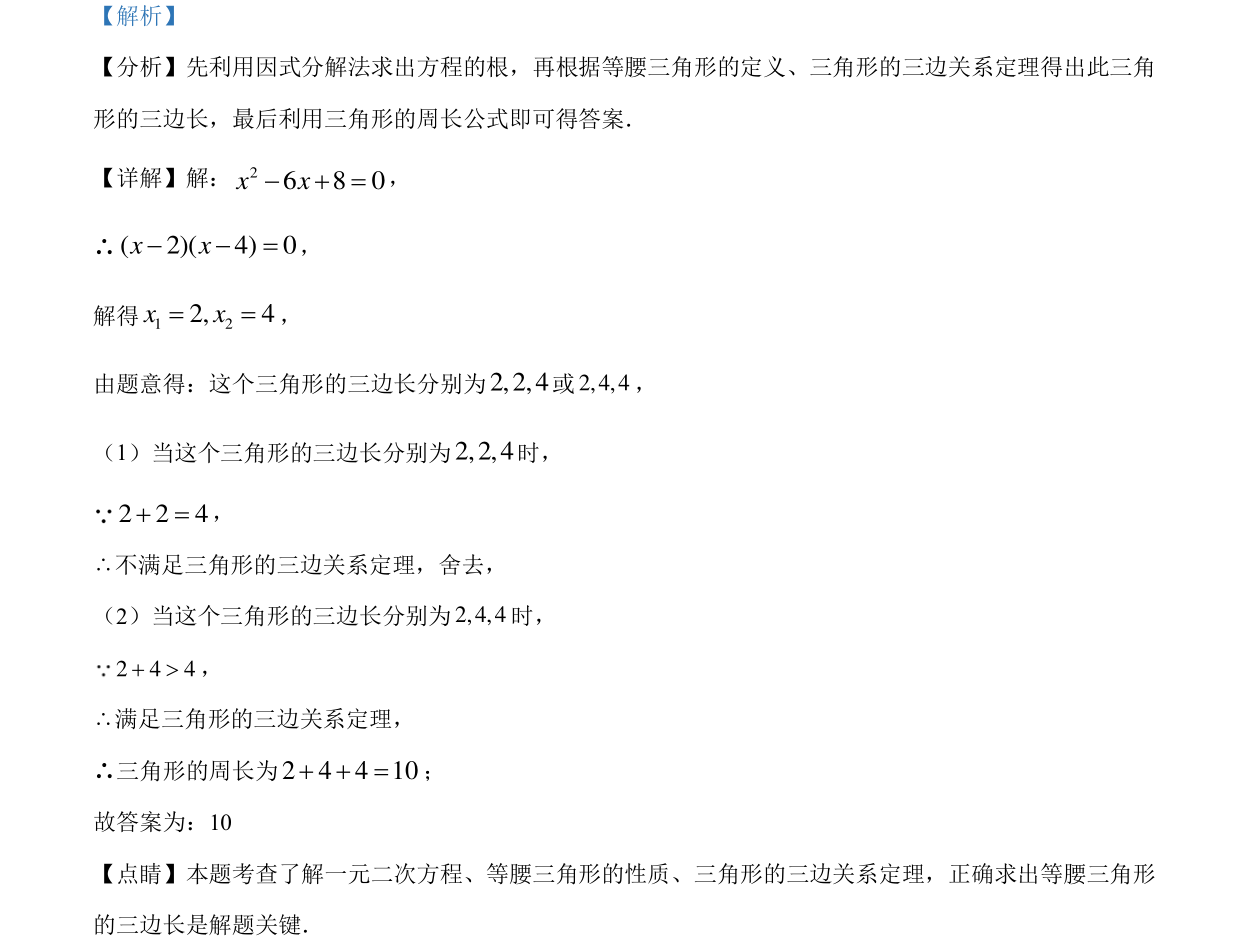 【解析】
【分析】先利用因式分解法求出方程的根，再根据等腰三角形的定义、三角形的三边关系定理得出此三角
形的三边长，最后利用三角形的周长公式即可得答案．
【详解】解：x²−6x+8=0，
∴(x−2)(x−4)=0，
解得x₁=2,x₂=4，
由题意得：这个三角形的三边长分别为2,2,4或2,4,4，
（1）当这个三角形的三边长分别为2,2,4时，
∵2+2=4，
∴不满足三角形的三边关系定理，舍去，
（2）当这个三角形的三边长分别为2,4,4时，
∵2+4>4，
∴满足三角形的三边关系定理，
∴三角形的周长为2+4+4=10；
故答案为：10
【点睛】本题考查了解一元二次方程、等腰三角形的性质、三角形的三边关系定理，正确求出等腰三角形
的三边长是解题关键．